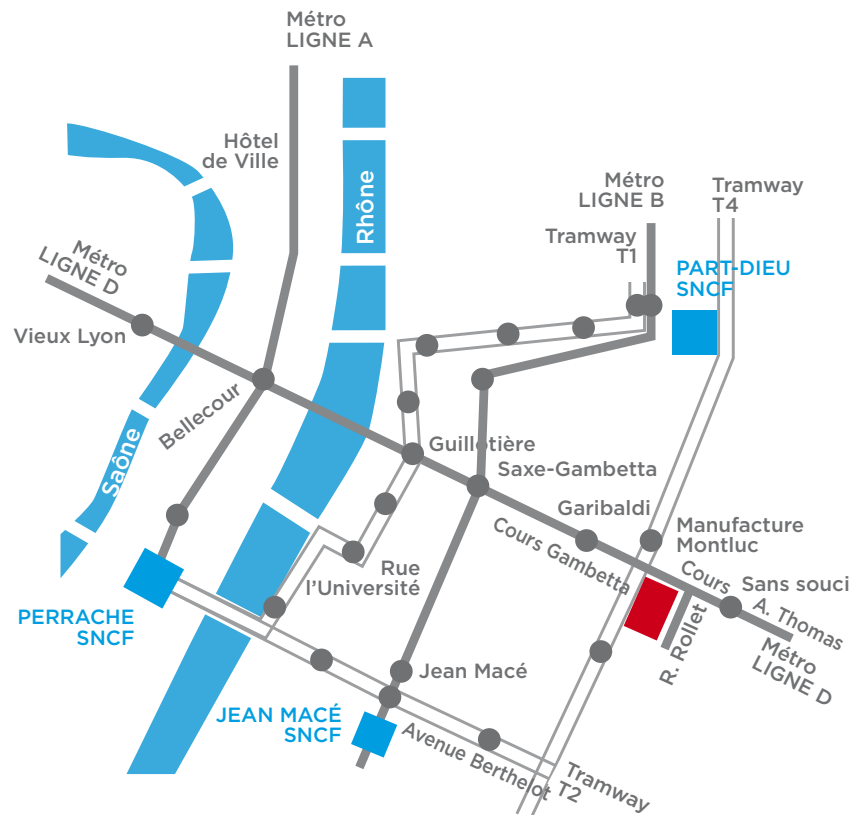 Métro
LIGNE A
Hôtel
de Ville
Rhône
Métro
LIGNE B
Tramway
T4
Tramway
T1
PART-DIEU
SNCF
Métro
LIGNE D
Vieux Lyon
Bellecour
Saône
Guillotière
Saxe-Gambetta
Garibaldi
Cours Gambetta
Manufacture
Montluc
Rue
l'Université
Cours
A. Thomas
Sans souci
R. Rollet
Métro
LIGNE D
PERRACHE
SNCF
Jean Macé
JEAN MACÉ
SNCF
Avenue Berthelot
Tramway
T2